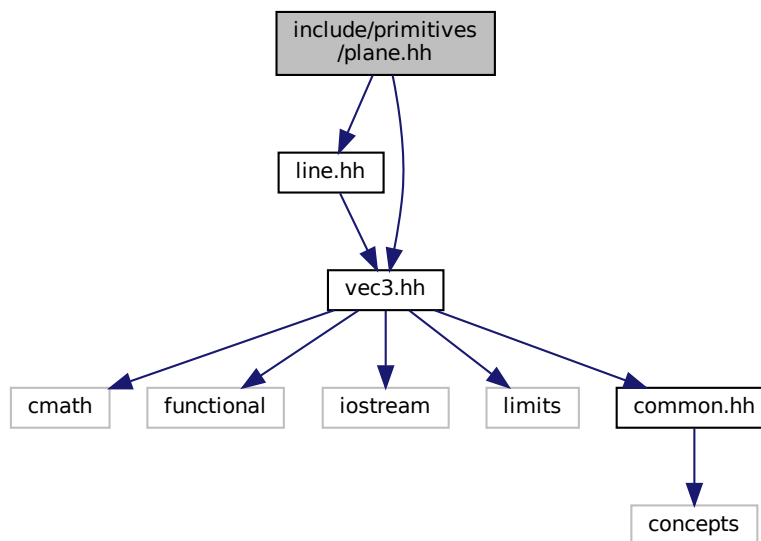 include/primitives
/plane.hh
line.hh
vec3.hh
cmath
functional
iostream
limits
common.hh
concepts